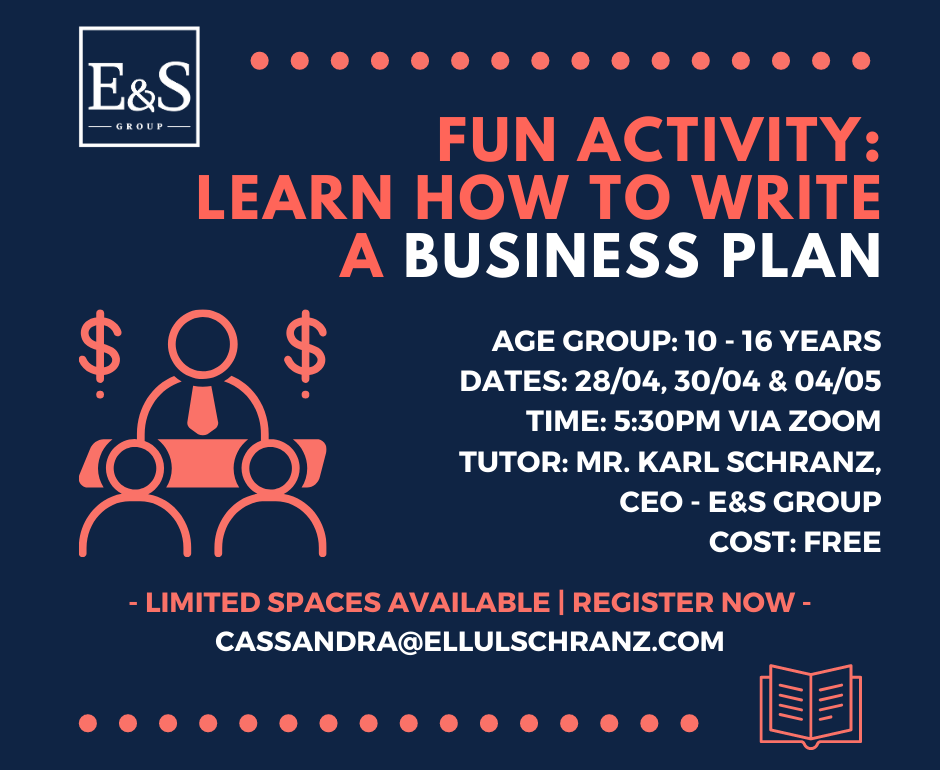 E&S
GROUP
FUN ACTIVITY:
LEARN HOW TO WRITE
A BUSINESS PLAN
AGE GROUP: 10 - 16 YEARS
DATES: 28/04, 30/04 & 04/05
TIME: 5:30PM VIA ZOOM
TUTOR: MR. KARL SCHRANZ,
CEO - E&S GROUP
COST: FREE
- LIMITED SPACES AVAILABLE | REGISTER NOW -
CASSANDRA@ELLULSCHRANZ.COM